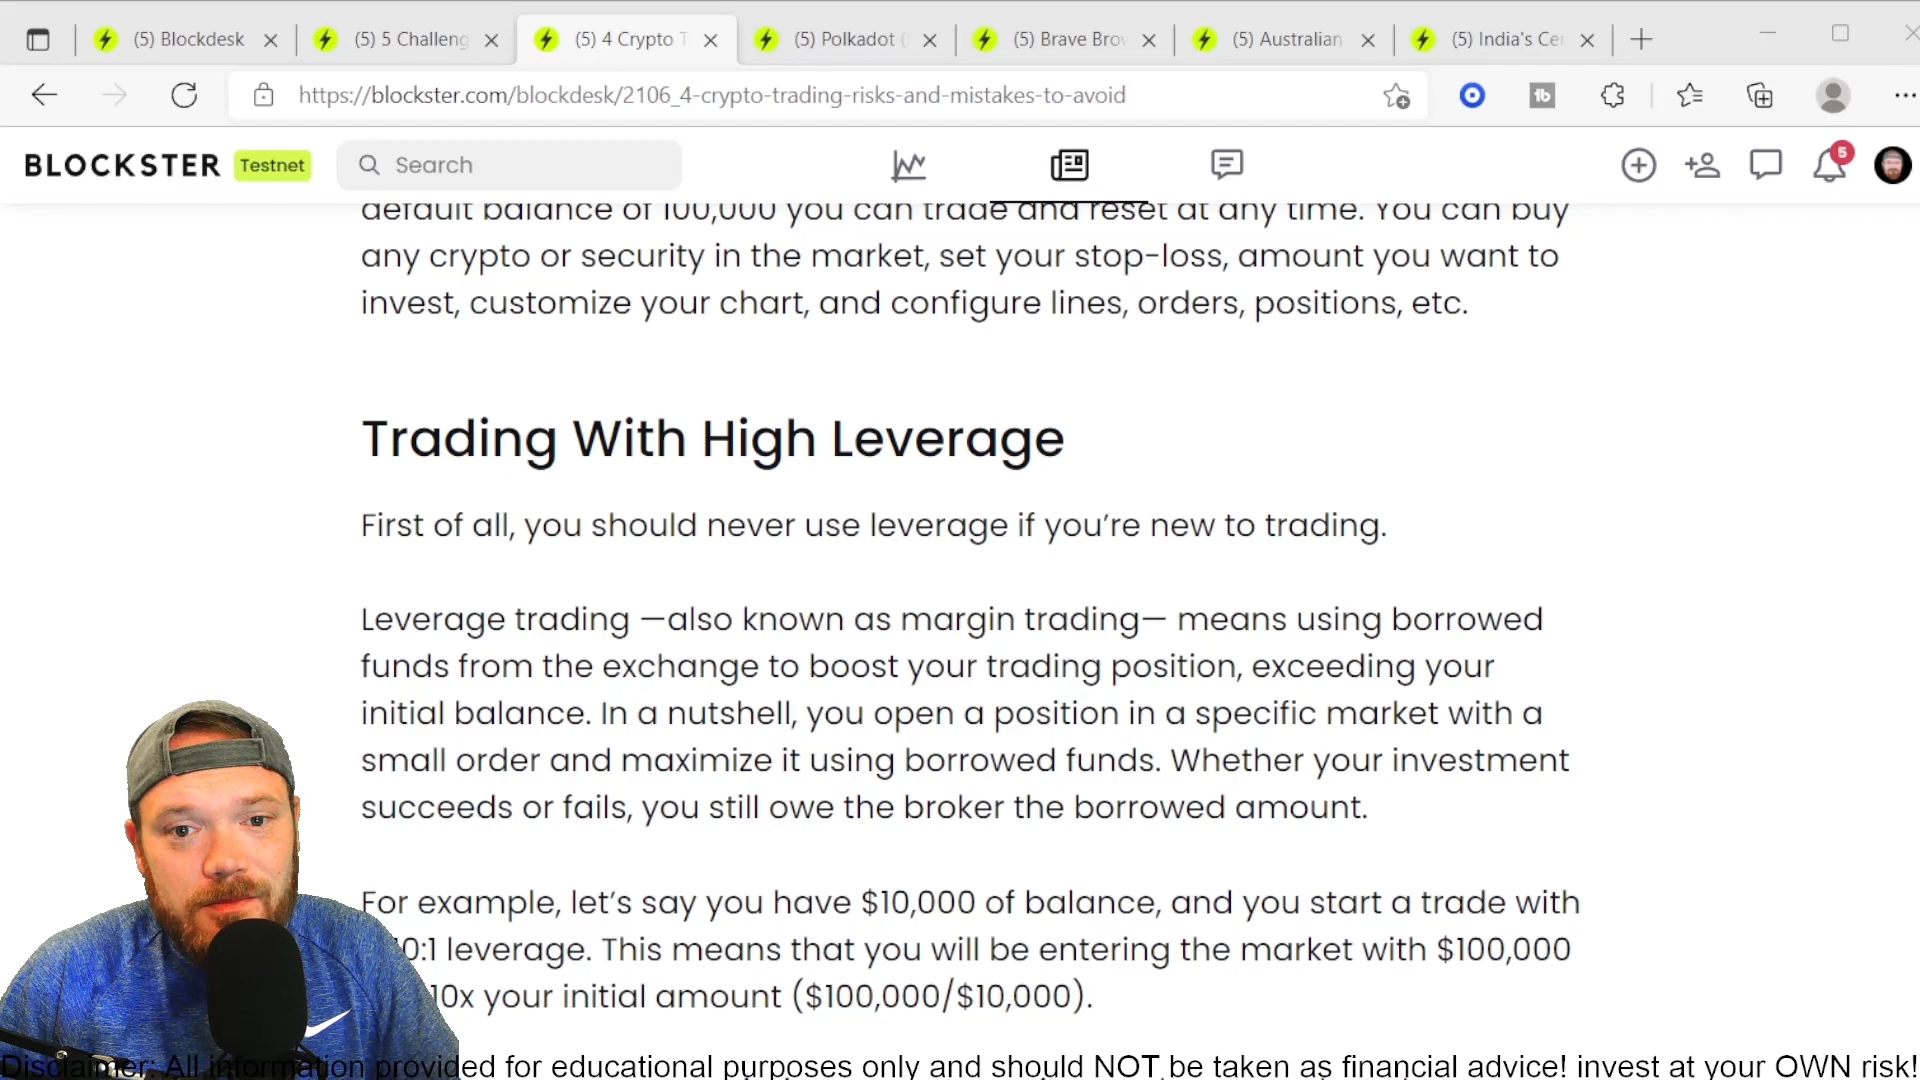 (5) Blockdesk
(5) 5 Challeng
(5) 4 Crypto T
(5) Polkadot (
(5) Brave Bro
(5) Australian
(5) India's Ce
https://blockster.com/blockdesk/2106_4-crypto-trading-risks-and-mistakes-to-avoid
BLOCKSTER Testnet Search 5
default balance of 100,000 you can trade and reset at any time. You can buy
any crypto or security in the market, set your stop-loss, amount you want to
invest, customize your chart, and configure lines, orders, positions, etc.
Trading With High Leverage
First of all, you should never use leverage if you’re new to trading.
Leverage trading —also known as margin trading— means using borrowed
funds from the exchange to boost your trading position, exceeding your
initial balance. In a nutshell, you open a position in a specific market with a
small order and maximize it using borrowed funds. Whether your investment
succeeds or fails, you still owe the broker the borrowed amount.
For example, let’s say you have $10,000 of balance, and you start a trade with
0:1 leverage. This means that you will be entering the market with $100,000
10x your initial amount ($100,000/$10,000).
Disclaimer: All information provided for educational purposes only and should NOT be taken as financial advice! invest at your OWN risk!